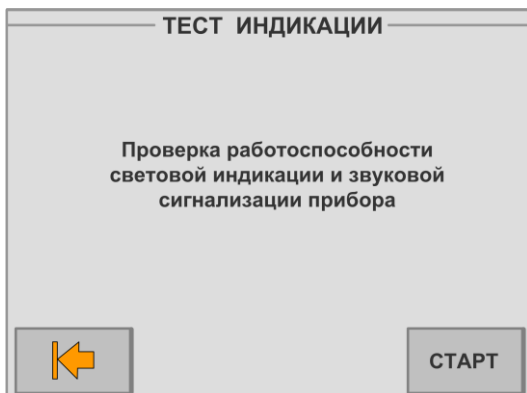 ТЕСТ ИНДИКАЦИИ
Проверка работоспособности
световой индикации и звуковой
сигнализации прибора
СТАРТ